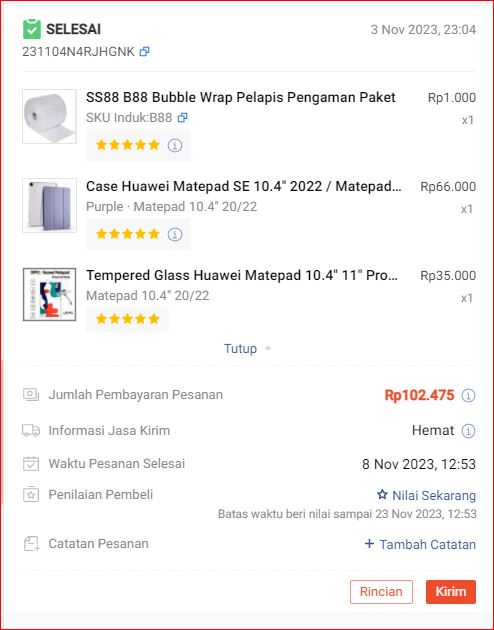 SELESAI
3 Nov 2023, 23:04
231104N4RJHGNK
SS88 B88 Bubble Wrap Pelapis Pengaman Paket
Rp1.000
SKU Induk:B88
x1
Case Huawei Matepad SE 10.4" 2022 / Matepad...
Rp66.000
Purple · Matepad 10.4" 20/22
x1
Tempered Glass Huawei Matepad 10.4" 11" Pro...
Rp35.000
Matepad 10.4" 20/22
x1
Tutup
Jumlah Pembayaran Pesanan
Rp102.475
Informasi Jasa Kirim
Hemat
Waktu Pesanan Selesai
8 Nov 2023, 12:53
Penilaian Pembeli
Nilai Sekarang
Batas waktu beri nilai sampai 23 Nov 2023, 12:53
Catatan Pesanan
+ Tambah Catatan
Rincian
Kirim